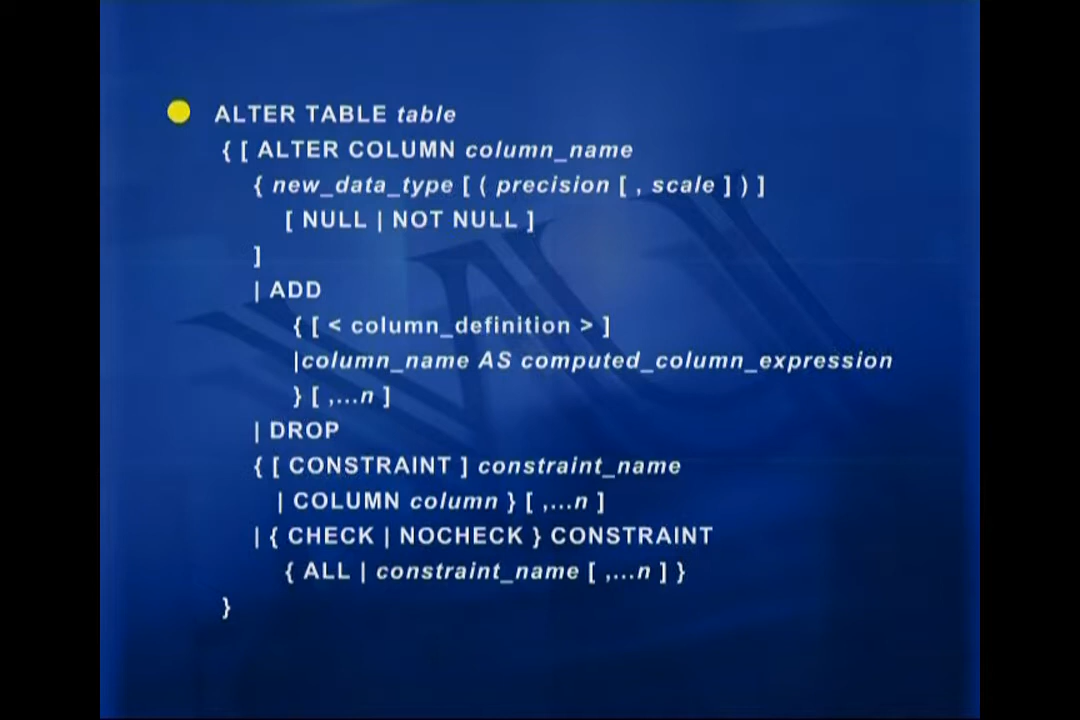 ALTER TABLE table
{ [ ALTER COLUMN column_name
{ new_data_type [ ( precision [ , scale ] ) ]
[ NULL | NOT NULL ]
]
| ADD
{ [ < column_definition > ]
|column_name AS computed_column_expression
} [ ,...n ]
| DROP
{ [ CONSTRAINT ] constraint_name
| COLUMN column } [ ,...n ]
| { CHECK | NOCHECK } CONSTRAINT
{ ALL | constraint_name [ ,...n ] }
}
VU